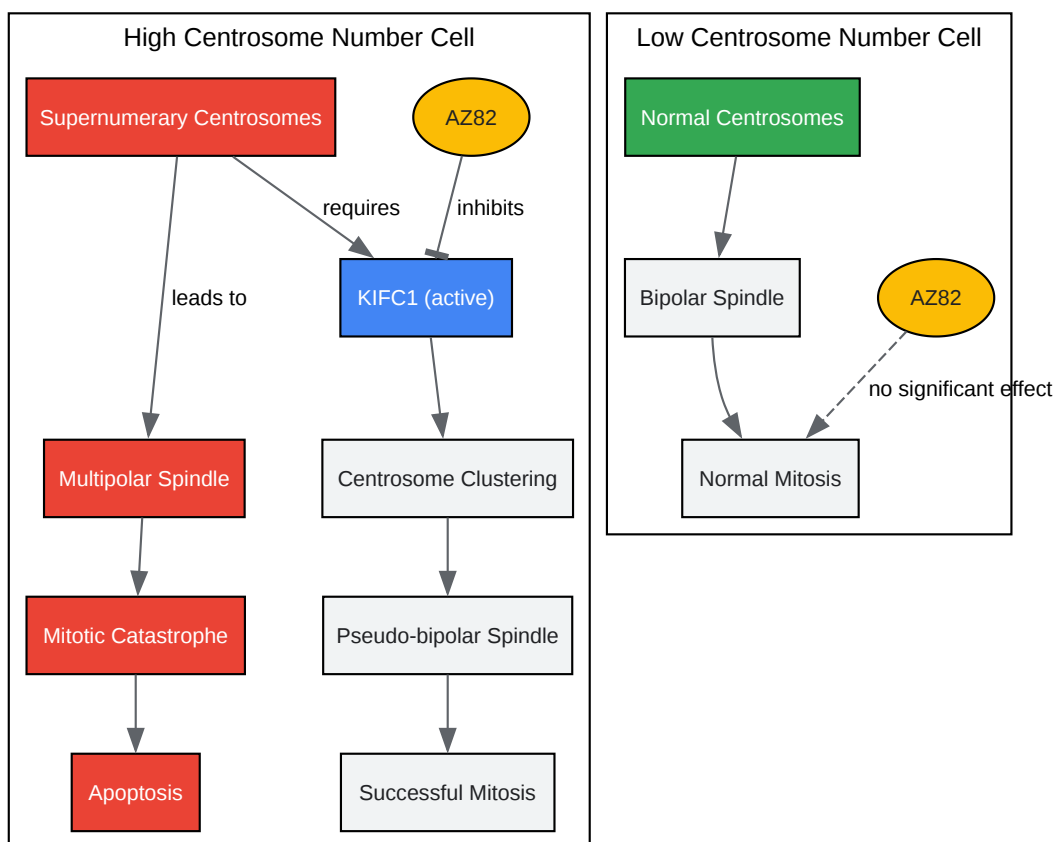 High Centrosome Number Cell
Supernumerary Centrosomes
AZ82
requires
inhibits
leads to
KIFC1 (active)
Multipolar Spindle
Centrosome Clustering
Mitotic Catastrophe
Pseudo-bipolar Spindle
Apoptosis
Successful Mitosis
Low Centrosome Number Cell
Normal Centrosomes
Bipolar Spindle
AZ82
no significant effect
Normal Mitosis